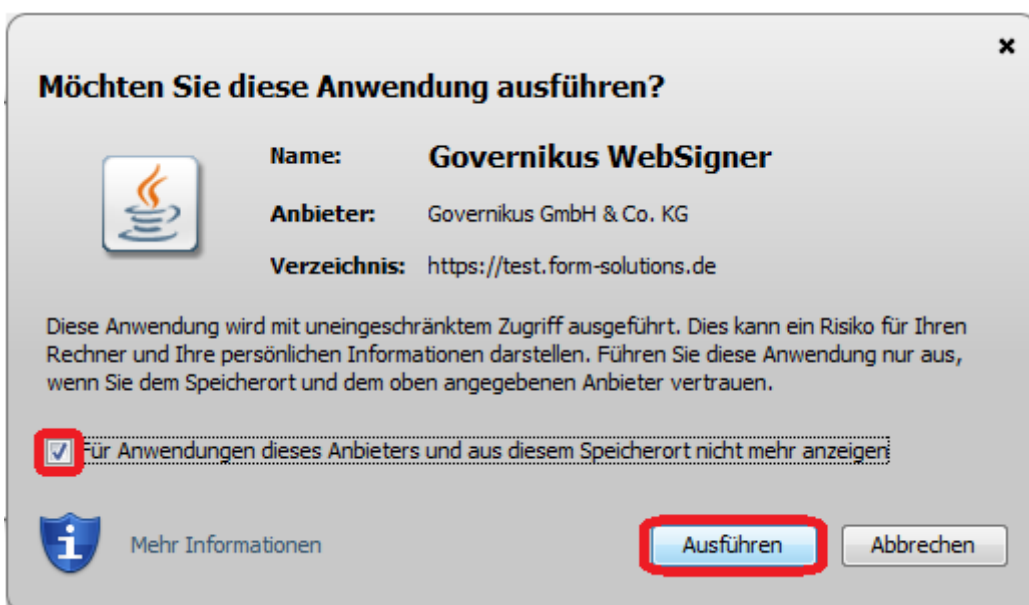 Möchten Sie diese Anwendung ausführen?
Name: Governikus WebSigner
Anbieter: Governikus GmbH & Co. KG
Verzeichnis: https://test.form-solutions.de
Diese Anwendung wird mit uneingeschränktem Zugriff ausgeführt. Dies kann ein Risiko für Ihren
Rechner und Ihre persönlichen Informationen darstellen. Führen Sie diese Anwendung nur aus,
wenn Sie dem Speicherort und dem oben angegebenen Anbieter vertrauen.
Für Anwendungen dieses Anbieters und aus diesem Speicherort nicht mehr anzeigen
Mehr Informationen
Ausführen
Abbrechen